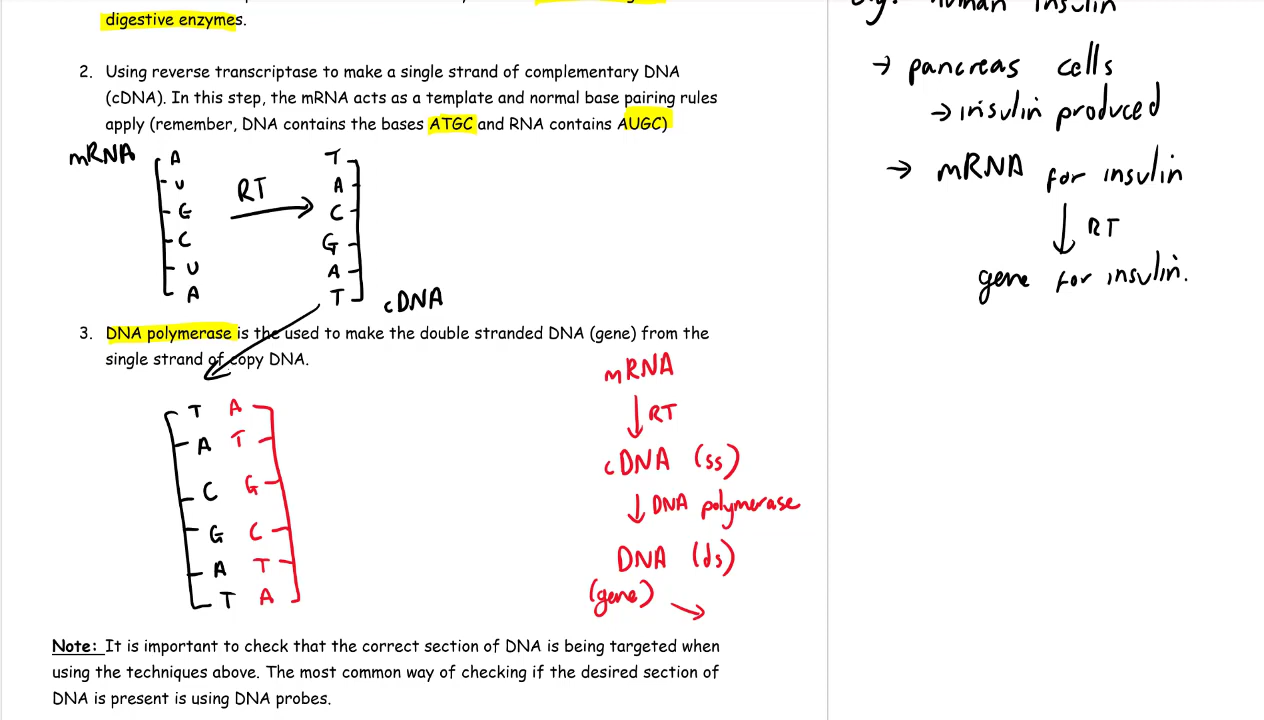 digestive enzymes.
2. Using reverse transcriptase to make a single strand of complementary DNA
(cDNA). In this step, the mRNA acts as a template and normal base pairing rules
apply (remember, DNA contains the bases ATGC and RNA contains AUGC)
mRNA
A
U
G
C
U
A
RT
T
A
C
G
A
T
cDNA
3. DNA polymerase is the used to make the double stranded DNA (gene) from the
single strand of copy DNA.
T A
A T
C G
G C
A T
T A
mRNA
RT
cDNA (ss)
DNA polymerase
DNA (ds)
(gene)
Note: It is important to check that the correct section of DNA is being targeted when
using the techniques above. The most common way of checking if the desired section of
DNA is present is using DNA probes.
human insulin
→ pancreas cells
→ insulin produced
→ mRNA for insulin
RT
gene for insulin.